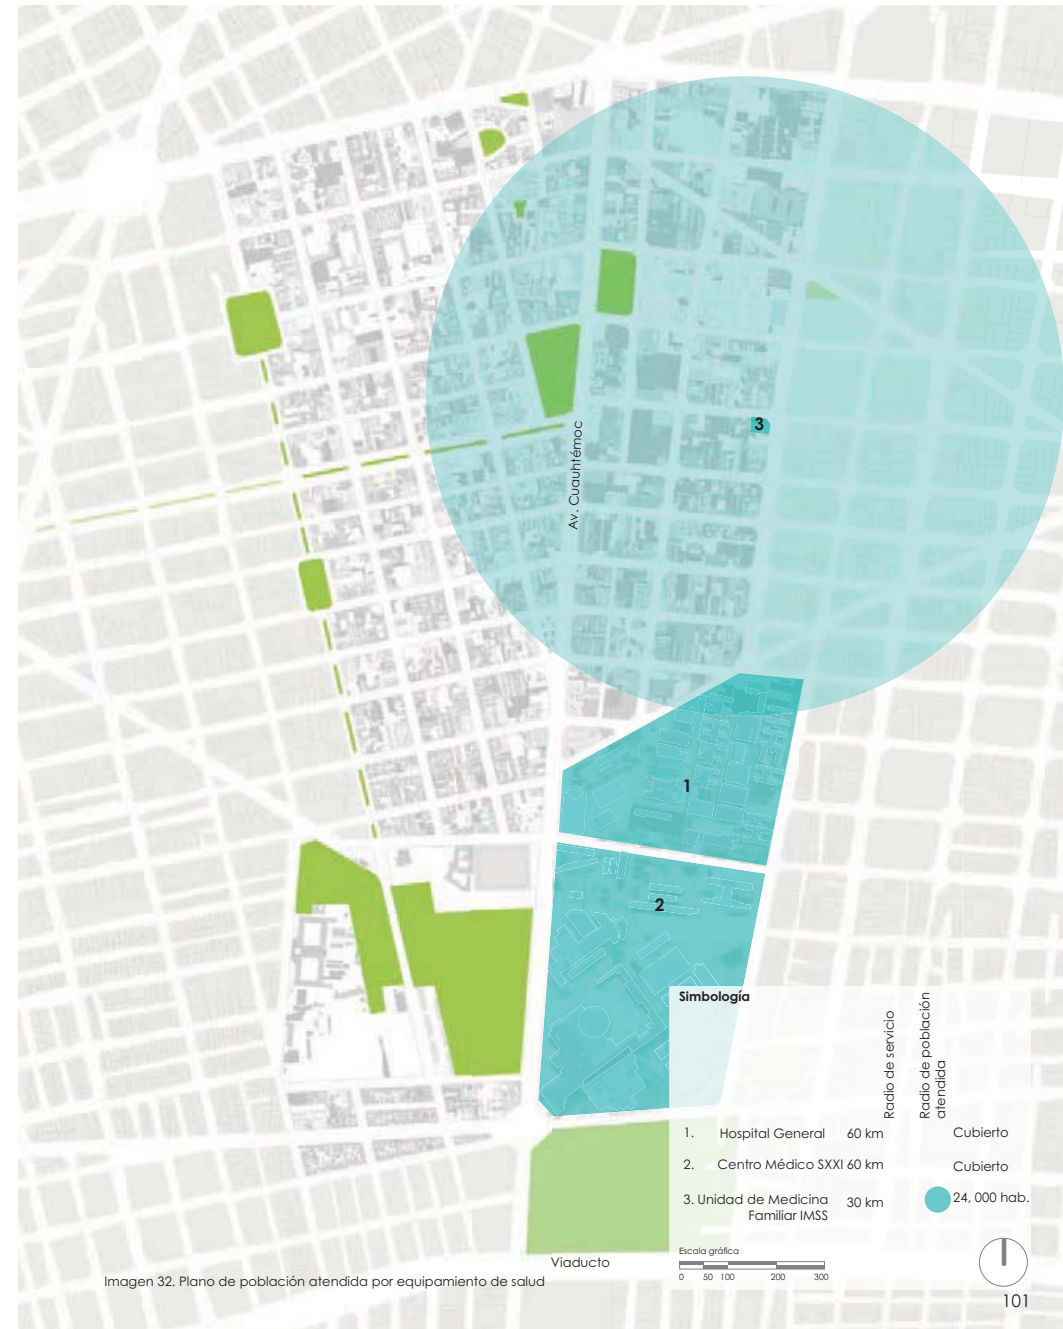 3
Av. Cuauhtémoc
1
2
Simbología
Radio de servicio
Radio de población
atendida
1. Hospital General 60 km Cubierto
2. Centro Médico SXXI 60 km Cubierto
3. Unidad de Medicina
Familiar IMSS 30 km 24, 000 hab.
Escala gráfica
0 50 100 200 300
Viaducto
Imagen 32. Plano de población atendida por equipamiento de salud
101